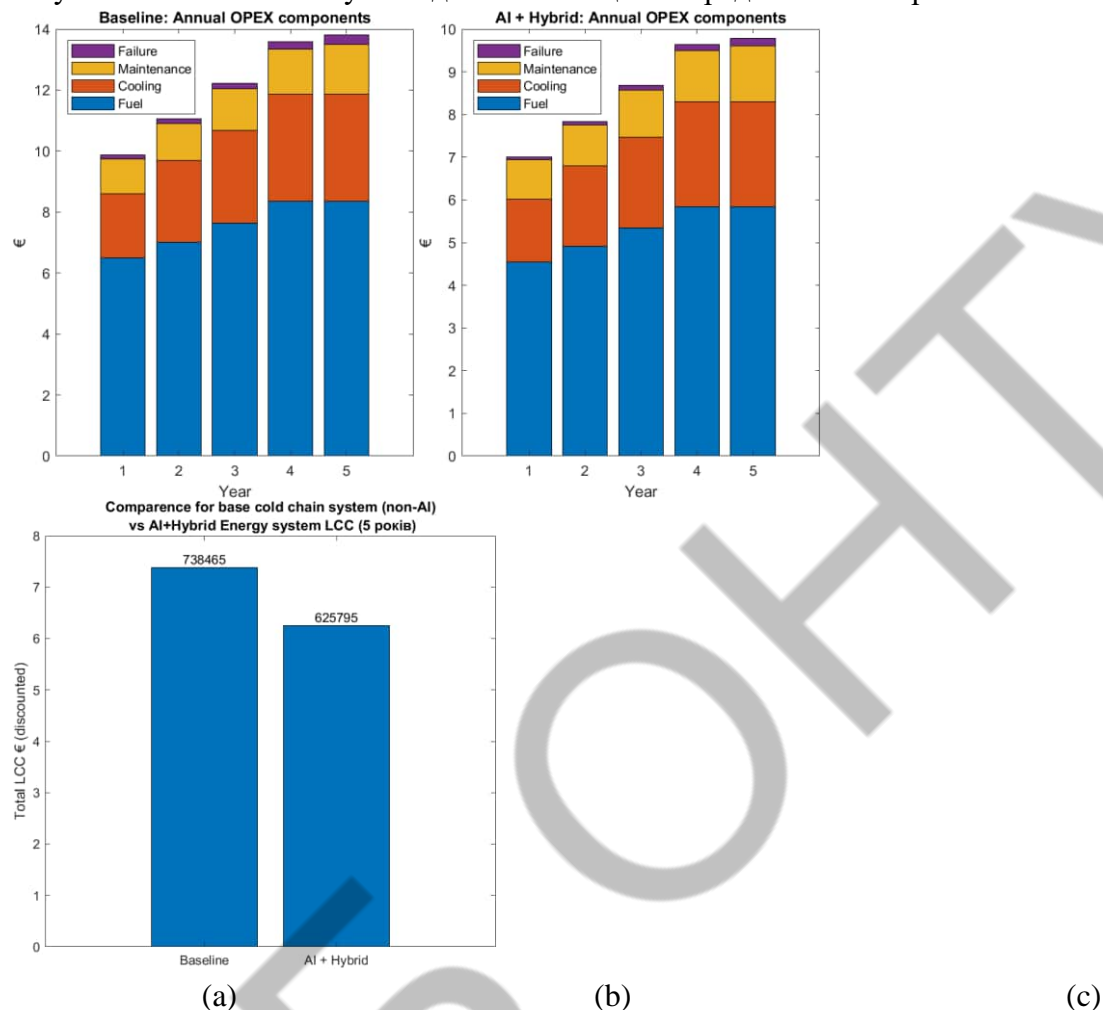 Baseline: Annual OPEX components
Failure
Maintenance
Cooling
Fuel
14
12
10
8
6
4
2
0
€
1 2 3 4 5
Year
AI + Hybrid: Annual OPEX components
Failure
Maintenance
Cooling
Fuel
10
9
8
7
6
5
4
3
2
1
0
€
1 2 3 4 5
Year
Comparence for base cold chain system (non-AI)
vs AI+Hybrid Energy system LCC (5 років)
8
7
6
5
4
3
2
1
0
Total LCC € (discounted)
738465
625795
Baseline AI + Hybrid
(a) (b) (c)